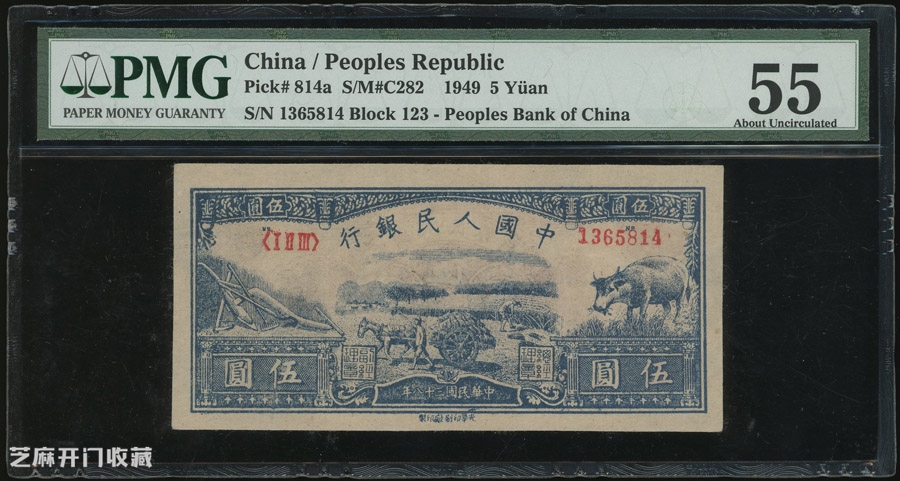 PMG
PAPER MONEY GUARANTY
China / Peoples Republic
Pick# 814a S/M#C282 1949 5 Yüan
S/N 1365814 Block 123 - Peoples Bank of China
55
About Uncirculated
圓伍
圓伍
行銀民人國中
〈I II III〉
1365814
圓伍
圓伍
年八十三國民華中
芝麻开门收藏